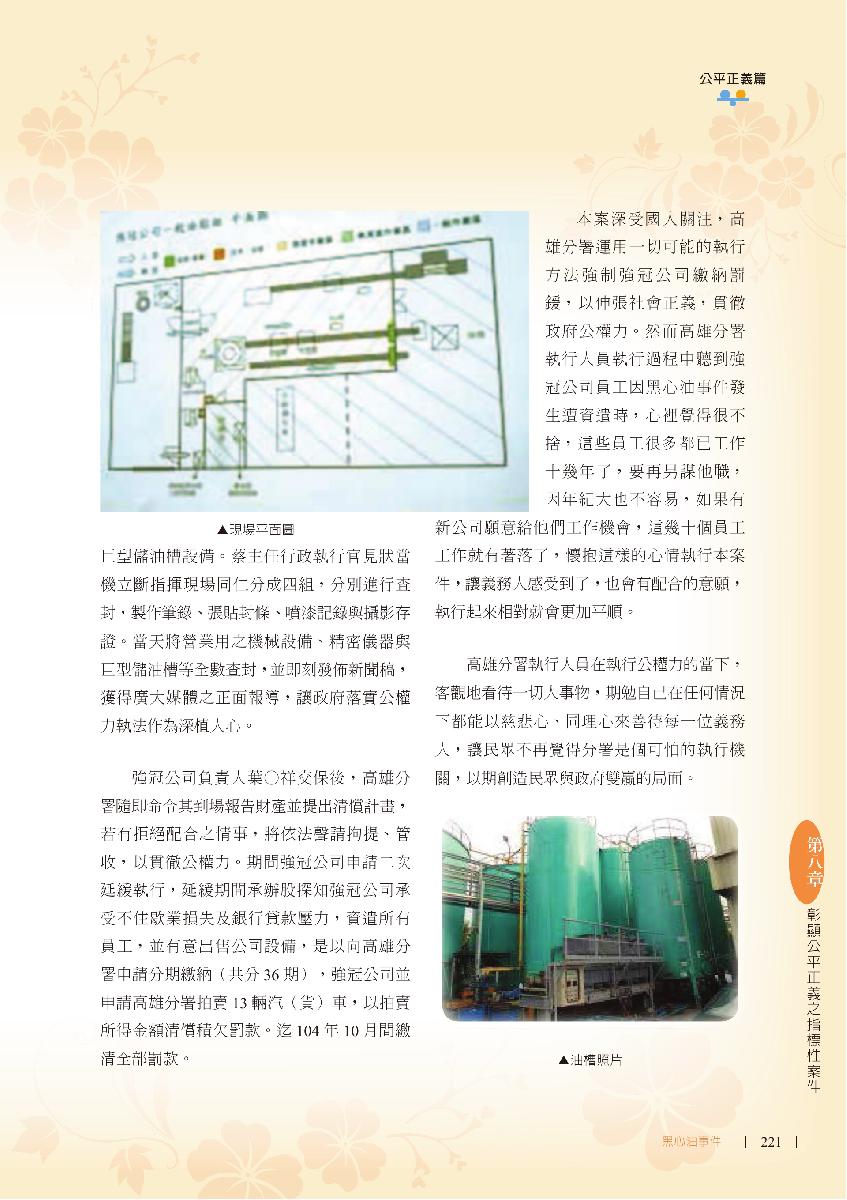 公平正義篇
▲現場平面圖
巨型儲油槽設備。蔡主任行政執行官見狀當
機立斷指揮現場同仁分成四組，分別進行查
封，製作筆錄、張貼封條、噴漆記錄與攝影存
證。當天將營業用之機械設備、精密儀器與
巨型儲油槽等全數查封，並即刻發佈新聞稿，
獲得廣大媒體之正面報導，讓政府落實公權
力執法作為深植人心。
強冠公司負責人葉○祥交保後，高雄分
署隨即命令其到場報告財產並提出清償計畫，
若有拒絕配合之情事，將依法聲請拘提、管
收，以貫徹公權力。期間強冠公司申請二次
延緩執行，延緩期間承辦股探知強冠公司承
受不住歇業損失及銀行貸款壓力，資遣所有
員工，並有意出售公司設備，是以向高雄分
署申請分期繳納（共分 36 期），強冠公司並
申請高雄分署拍賣 13 輛汽（貨）車，以拍賣
所得金額清償積欠罰款。迄 104 年 10 月間繳
清全部罰款。
本案深受國人關注，高
雄分署運用一切可能的執行
方法強制強冠公司繳納罰
鍰，以伸張社會正義，貫徹
政府公權力。然而高雄分署
執行人員執行過程中聽到強
冠公司員工因黑心油事件發
生遭資遣時，心裡覺得很不
捨，這些員工很多都已工作
十幾年了，要再另謀他職，
因年紀大也不容易，如果有
新公司願意給他們工作機會，這幾十個員工
工作就有著落了，懷抱這樣的心情執行本案
件，讓義務人感受到了，也會有配合的意願，
執行起來相對就會更加平順。
高雄分署執行人員在執行公權力的當下，
客觀地看待一切人事物，期勉自己在任何情況
下都能以慈悲心、同理心來善待每一位義務
人，讓民眾不再覺得分署是個可怕的執行機
關，以期創造民眾與政府雙贏的局面。
▲油槽照片
第八章
彰顯公平正義之指標性案件
黑心油事件 | 221 |